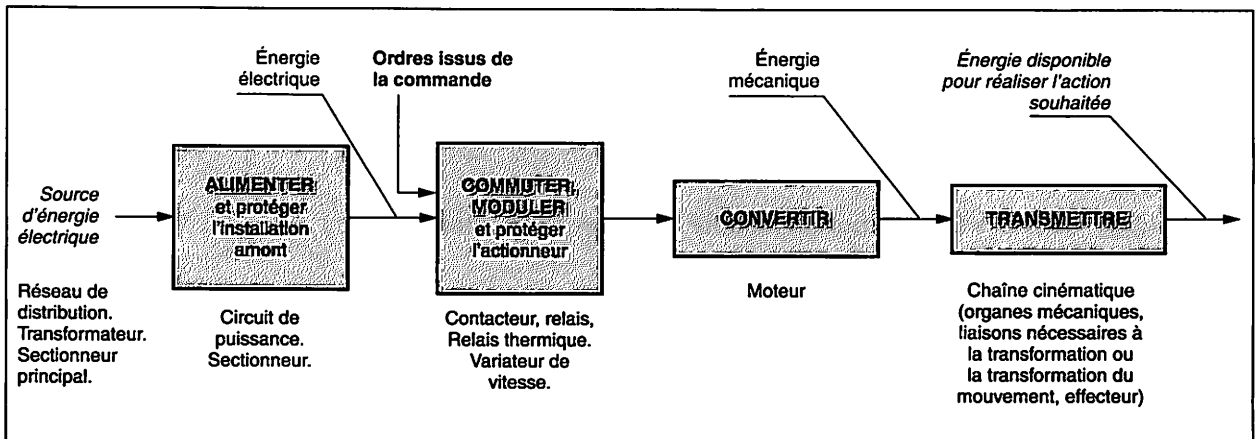 Énergie
électrique
Ordres issus de
la commande
Énergie
mécanique
Énergie disponible
pour réaliser l'action
souhaitée
Source
d'énergie
électrique
ALIMENTER
et protéger
l'installation
amont
COMMUTER,
MODULER
et protéger
l'actionneur
CONVERTIR
TRANSMETTRE
Réseau de
distribution.
Transformateur.
Sectionneur
principal.
Circuit de
puissance.
Sectionneur.
Contacteur, relais,
Relais thermique.
Variateur de
vitesse.
Moteur
Chaîne cinématique
(organes mécaniques,
liaisons nécessaires à
la transformation ou
la transformation du
mouvement, effecteur)